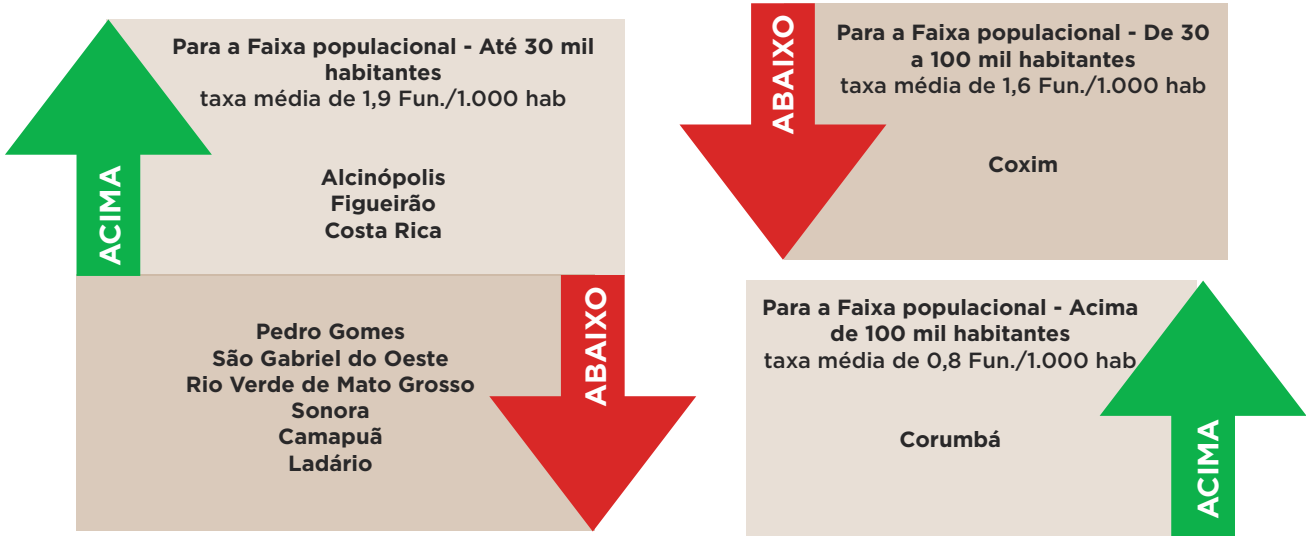 Para a Faixa populacional - Até 30 mil
habitantes
taxa média de 1,9 Fun./1.000 hab
ACIMA
Alcinópolis
Figueirão
Costa Rica
Pedro Gomes
São Gabriel do Oeste
Rio Verde de Mato Grosso
Sonora
Camapuã
Ladário
ABAIXO
ABAIXO
Para a Faixa populacional - De 30
a 100 mil habitantes
taxa média de 1,6 Fun./1.000 hab
Coxim
Para a Faixa populacional - Acima
de 100 mil habitantes
taxa média de 0,8 Fun./1.000 hab
Corumbá
ACIMA